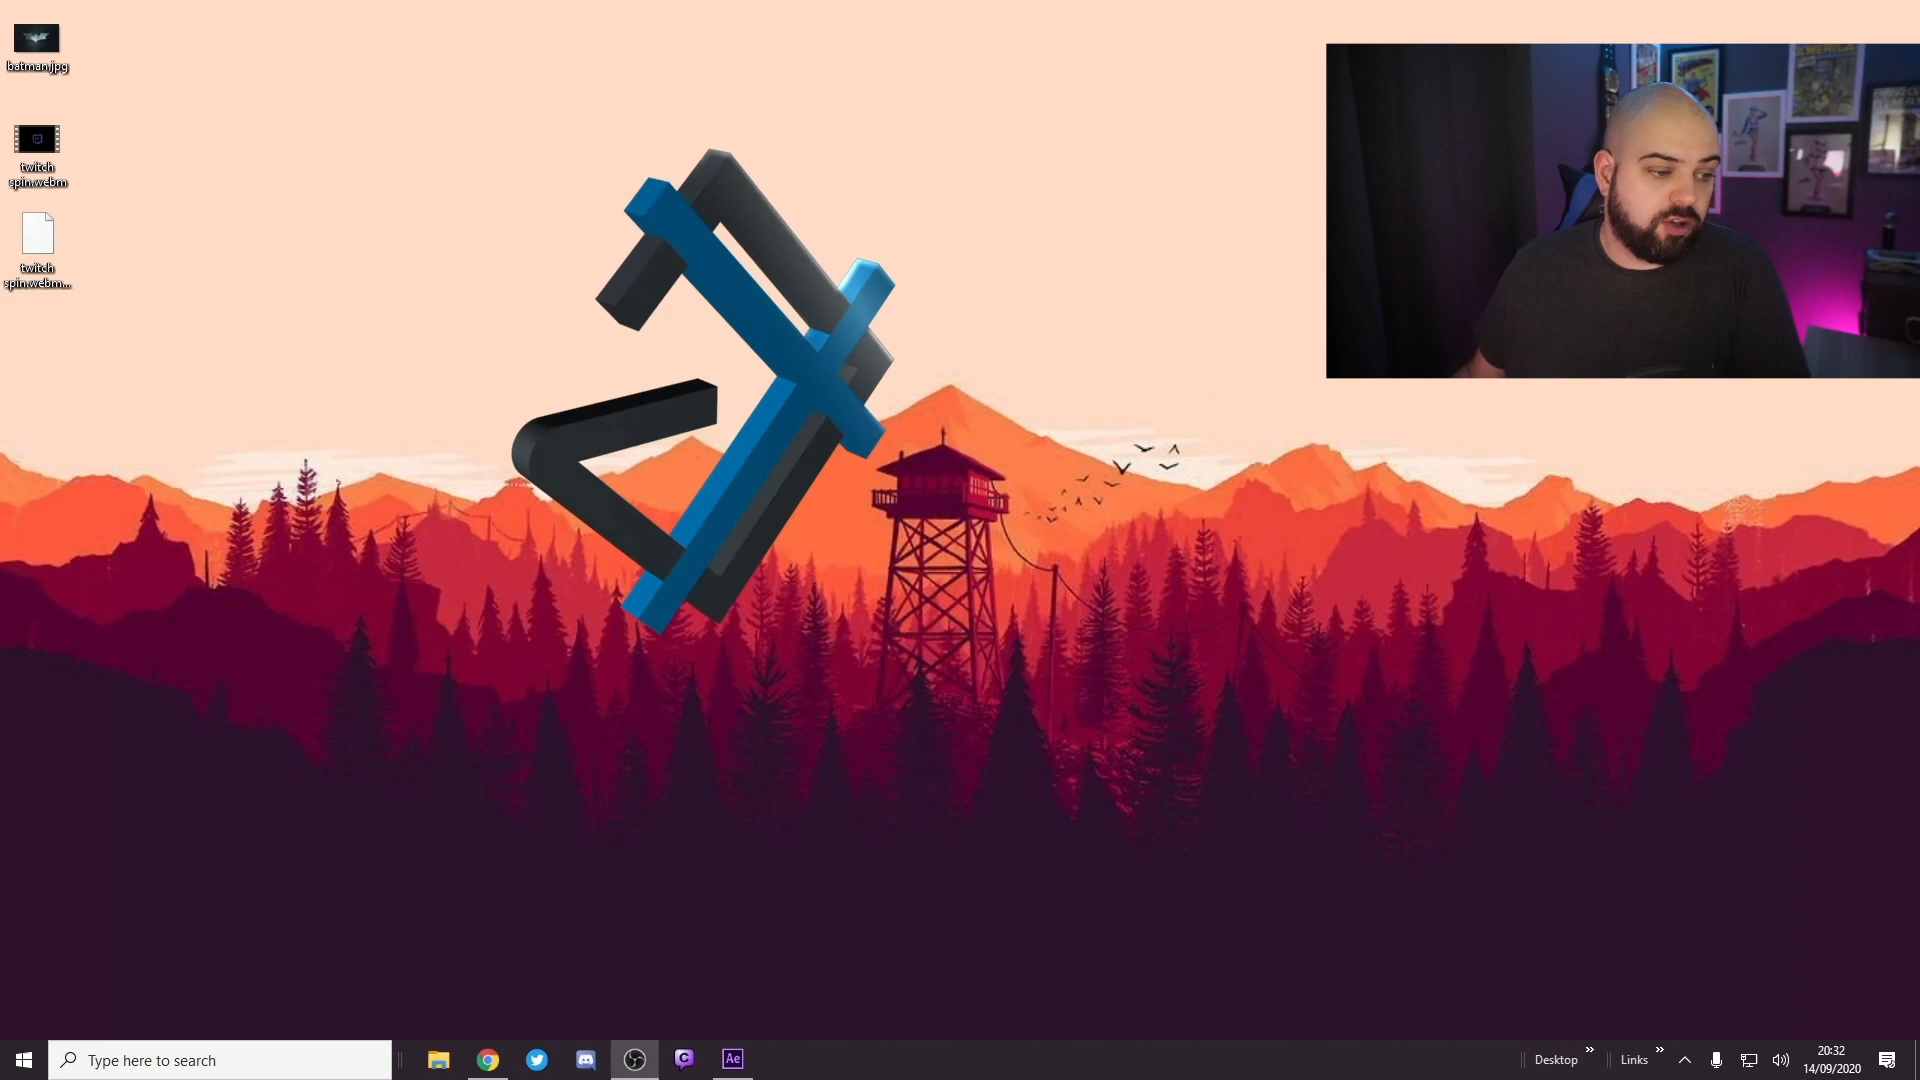 batman.jpg
twitch
spin.webm
twitch
spin.webm...
AMERICA
Type here to search
Ae
Desktop
Links
20:32
14/09/2020